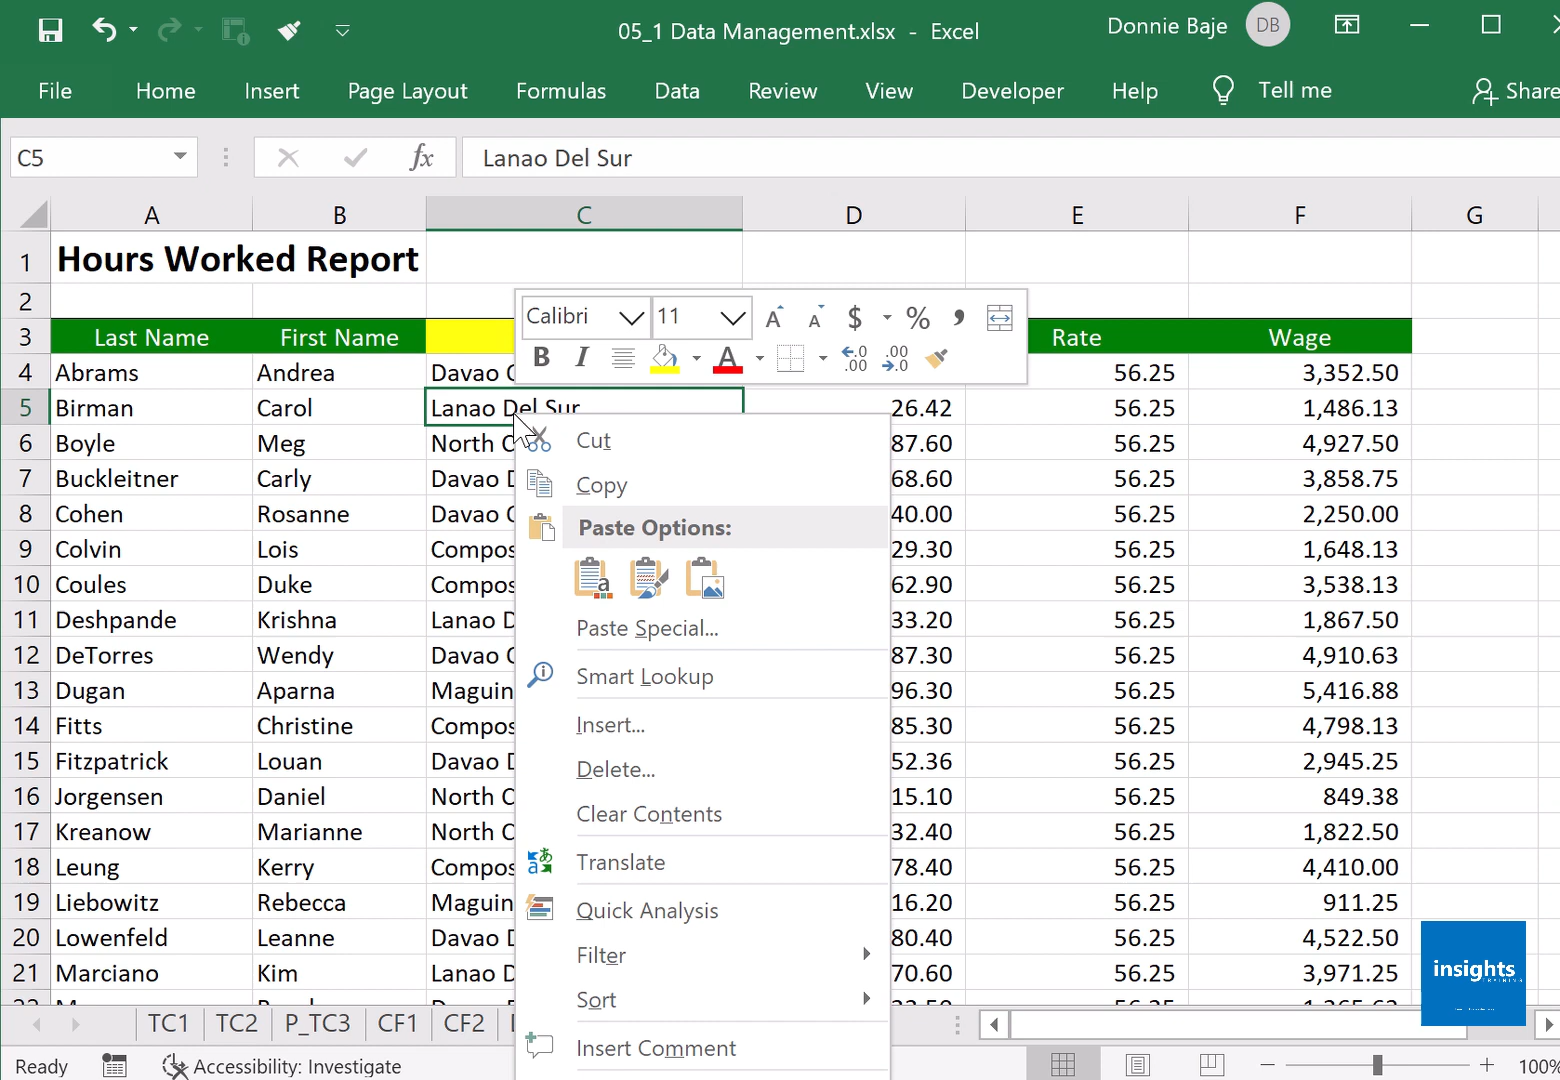 05_1 Data Management.xlsx - Excel
Donnie Baje DB
File Home Insert Page Layout Formulas Data Review View Developer Help Tell me Share
C5 fx Lanao Del Sur
A B C D E F G
1 Hours Worked Report
2
Calibri 11 A A $ % ,
3 Last Name First Name Rate Wage
B I A .0 .00 .00 .0
4 Abrams Andrea Davao 56.25 3,352.50
5 Birman Carol Lanao Del Sur 26.42 56.25 1,486.13
6 Boyle Meg North 87.60 56.25 4,927.50
Cut
7 Buckleitner Carly Davao 68.60 56.25 3,858.75
Copy
8 Cohen Rosanne Davao 40.00 56.25 2,250.00
Paste Options:
9 Colvin Lois Compos 29.30 56.25 1,648.13
10 Coules Duke Compos 62.90 56.25 3,538.13
11 Deshpande Krishna Lanao D 33.20 56.25 1,867.50
Paste Special...
12 DeTorres Wendy Davao 87.30 56.25 4,910.63
Smart Lookup
13 Dugan Aparna Maguin 96.30 56.25 5,416.88
14 Fitts Christine Compos 85.30 56.25 4,798.13
Insert...
15 Fitzpatrick Louan Davao D 52.36 56.25 2,945.25
Delete...
16 Jorgensen Daniel North C 15.10 56.25 849.38
Clear Contents
17 Kreanow Marianne North C 32.40 56.25 1,822.50
18 Leung Kerry Compos 78.40 56.25 4,410.00
Translate
19 Liebowitz Rebecca Maguin 16.20 56.25 911.25
Quick Analysis
20 Lowenfeld Leanne Davao D 80.40 56.25 4,522.50
Filter
21 Marciano Kim Lanao D 70.60 56.25 3,971.25
Sort
insights
TRAINING
TC1 TC2 P_TC3 CF1 CF2
Insert Comment
Ready Accessibility: Investigate 100%